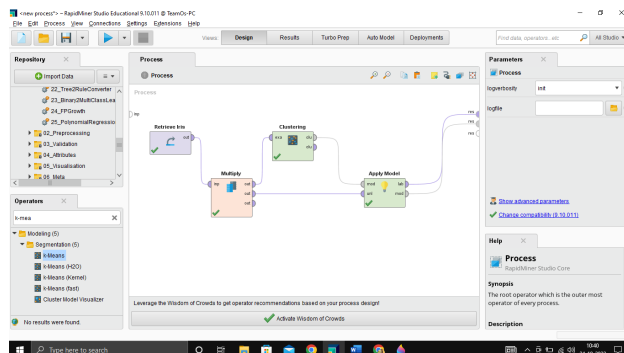 <new process*> – RapidMiner Studio Educational 9.10.011 @ TeamOs-PC
File Edit Process View Connections Settings Extensions Help
Views: Design Results Turbo Prep Auto Model Deployments
Find data, operators...etc
All Studio
Repository
Import Data
22_Tree2RuleConverter
23_Binary2MultiClassLea
24_FPGrowth
25_PolynomialRegressio
02_Preprocessing
03_Validation
04_Attributes
05_Visualisation
06_Meta
Operators
k-mea
Modeling (5)
Segmentation (5)
k-Means
k-Means (H2O)
k-Means (Kernel)
k-Means (fast)
Cluster Model Visualizer
No results were found.
Process
Process
Process
inp
res
res
res
Retrieve Iris
out
Multiply
inp
out
out
out
Clustering
exa
clu
clu
Apply Model
mod
lab
unl
mod
Leverage the Wisdom of Crowds to get operator recommendations based on your process design!
Activate Wisdom of Crowds
Parameters
Process
logverbosity
init
logfile
Show advanced parameters
Change compatibility (9.10.011)
Help
Process
RapidMiner Studio Core
Synopsis
The root operator which is the outer most
operator of every process.
Description
Type here to search
10:40